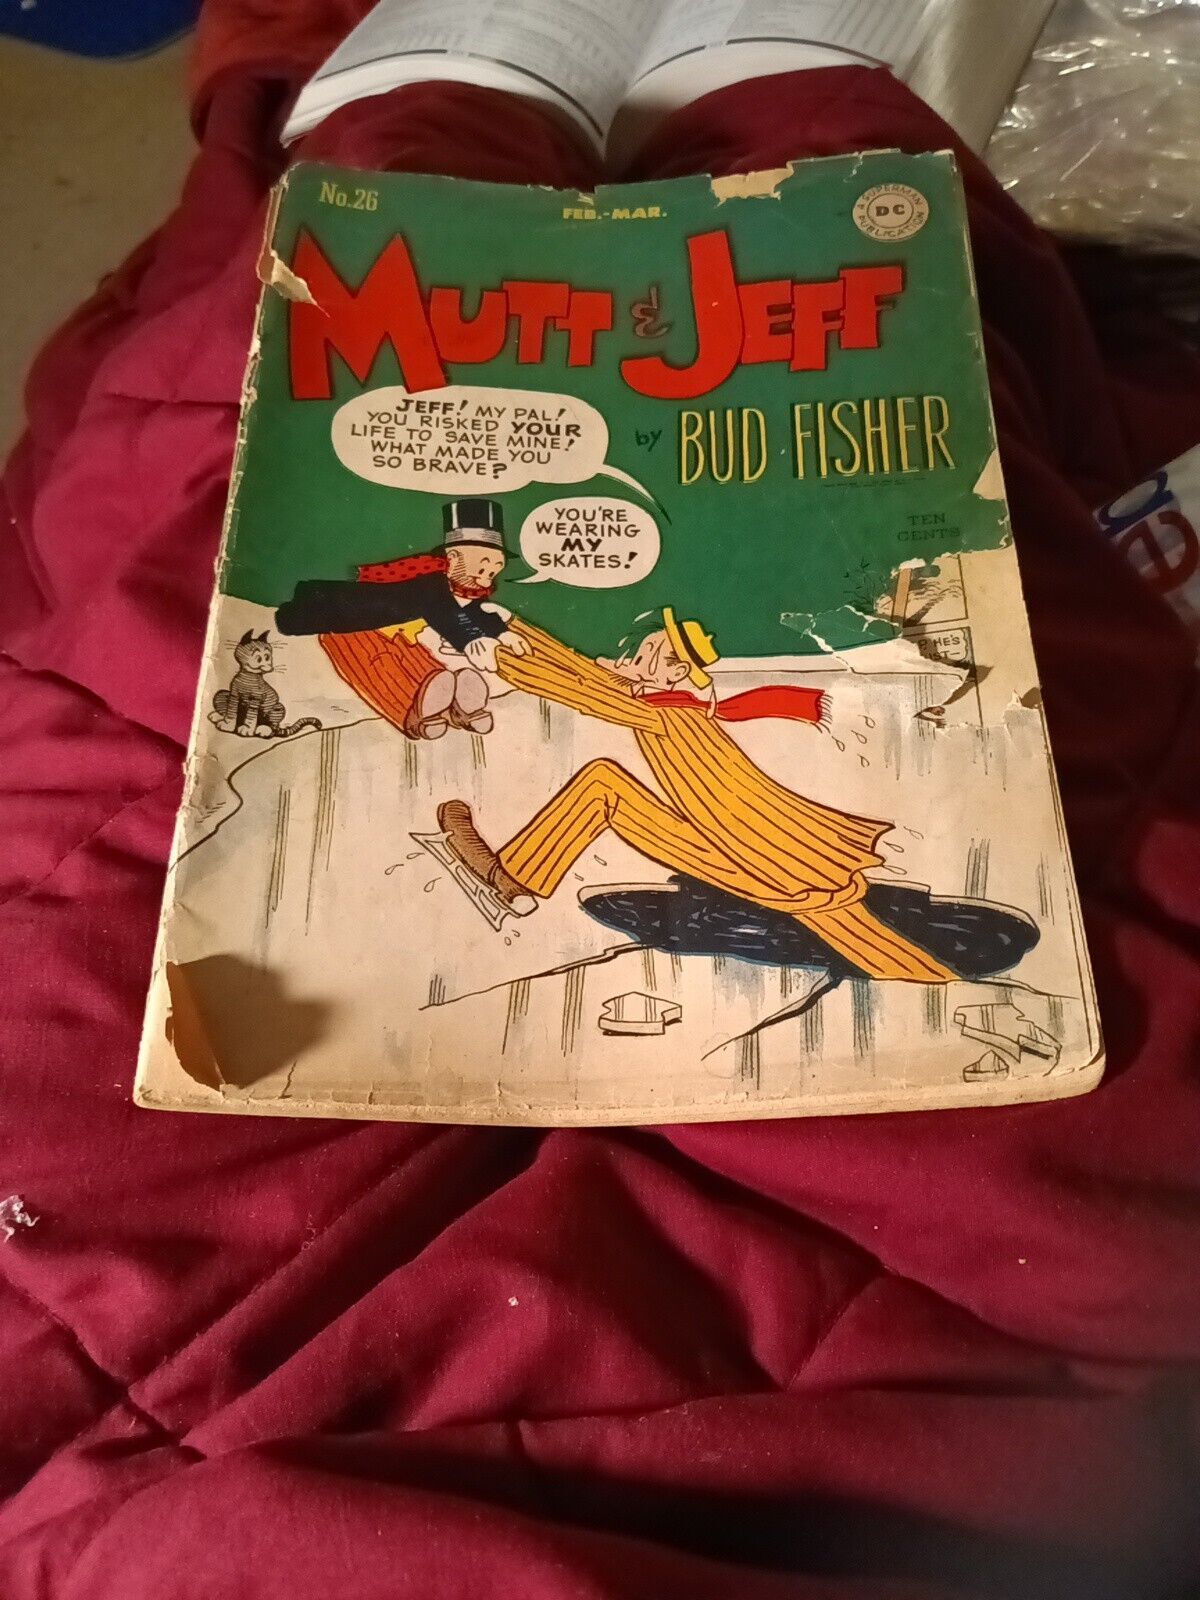 No.26
FEB.-MAR.
A SUPERMAN
DC
PUBLICATION
MUTT & JEFF
by BUD FISHER
JEFF! MY PAL!
YOU RISKED YOUR
LIFE TO SAVE MINE!
WHAT MADE YOU
SO BRAVE?
YOU'RE
WEARING
MY
SKATES!
TEN
CENTS
HE'S